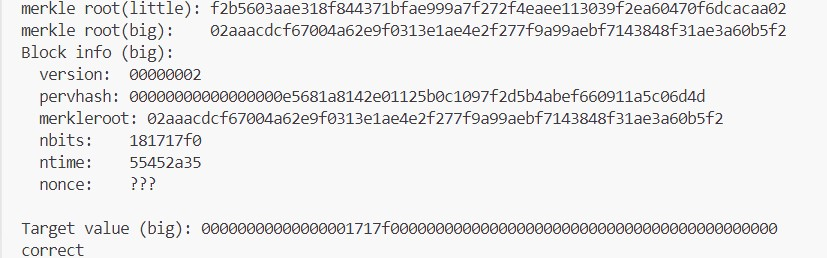 merkle root(little): f2b5603aae318f844371bfae999a7f272f4eaee113039f2ea60470f6dcacaa02
merkle root(big):    02aaacdcf67004a62e9f0313e1ae4e2f277f9a99aebf7143848f31ae3a60b5f2
Block info (big):
  version:  00000002
  pervhash: 00000000000000000e5681a8142e01125b0c1097f2d5b4abef660911a5c06d4d
  merkleroot: 02aaacdcf67004a62e9f0313e1ae4e2f277f9a99aebf7143848f31ae3a60b5f2
  nbits:    181717f0
  ntime:    55452a35
  nonce:    ???
Target value (big): 00000000000000001717f0000000000000000000000000000000000000000000
correct